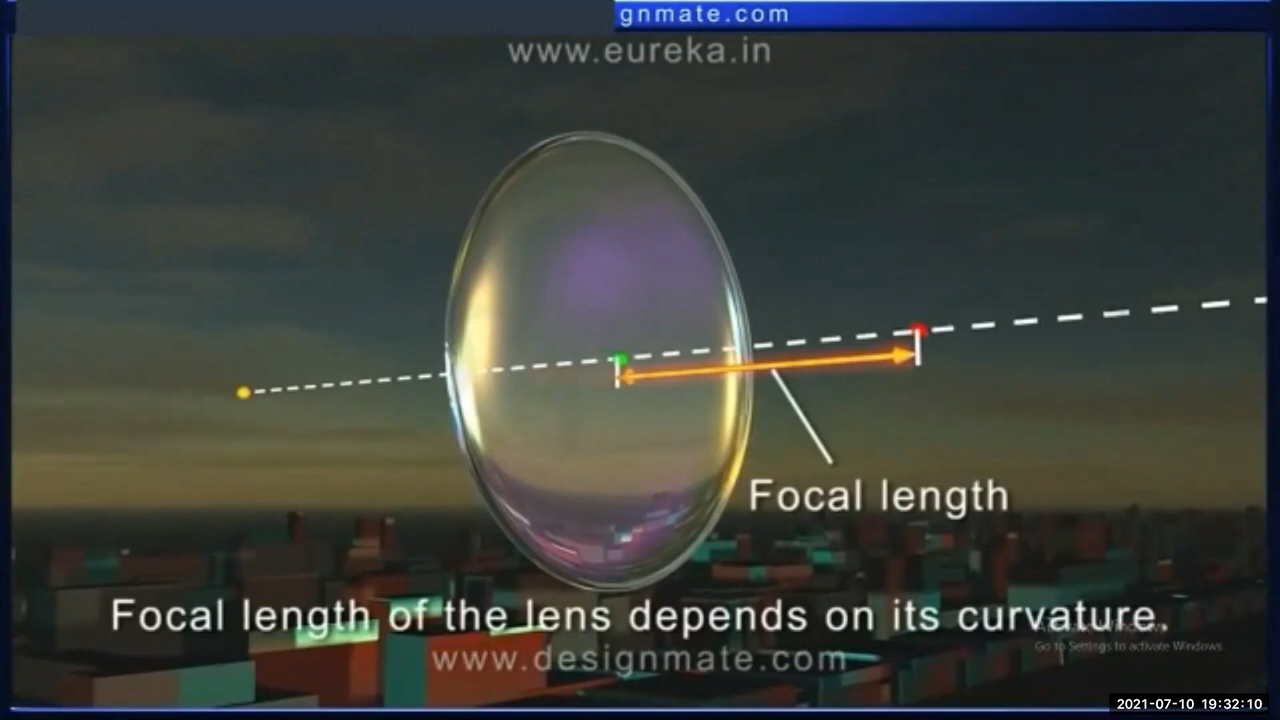 gnmate.com
www.eureka.in
Focal length
Focal length of the lens depends on its curvature.
Go to Settings to activate Windows.
www.designmate.com
2021-07-10 19:32:10